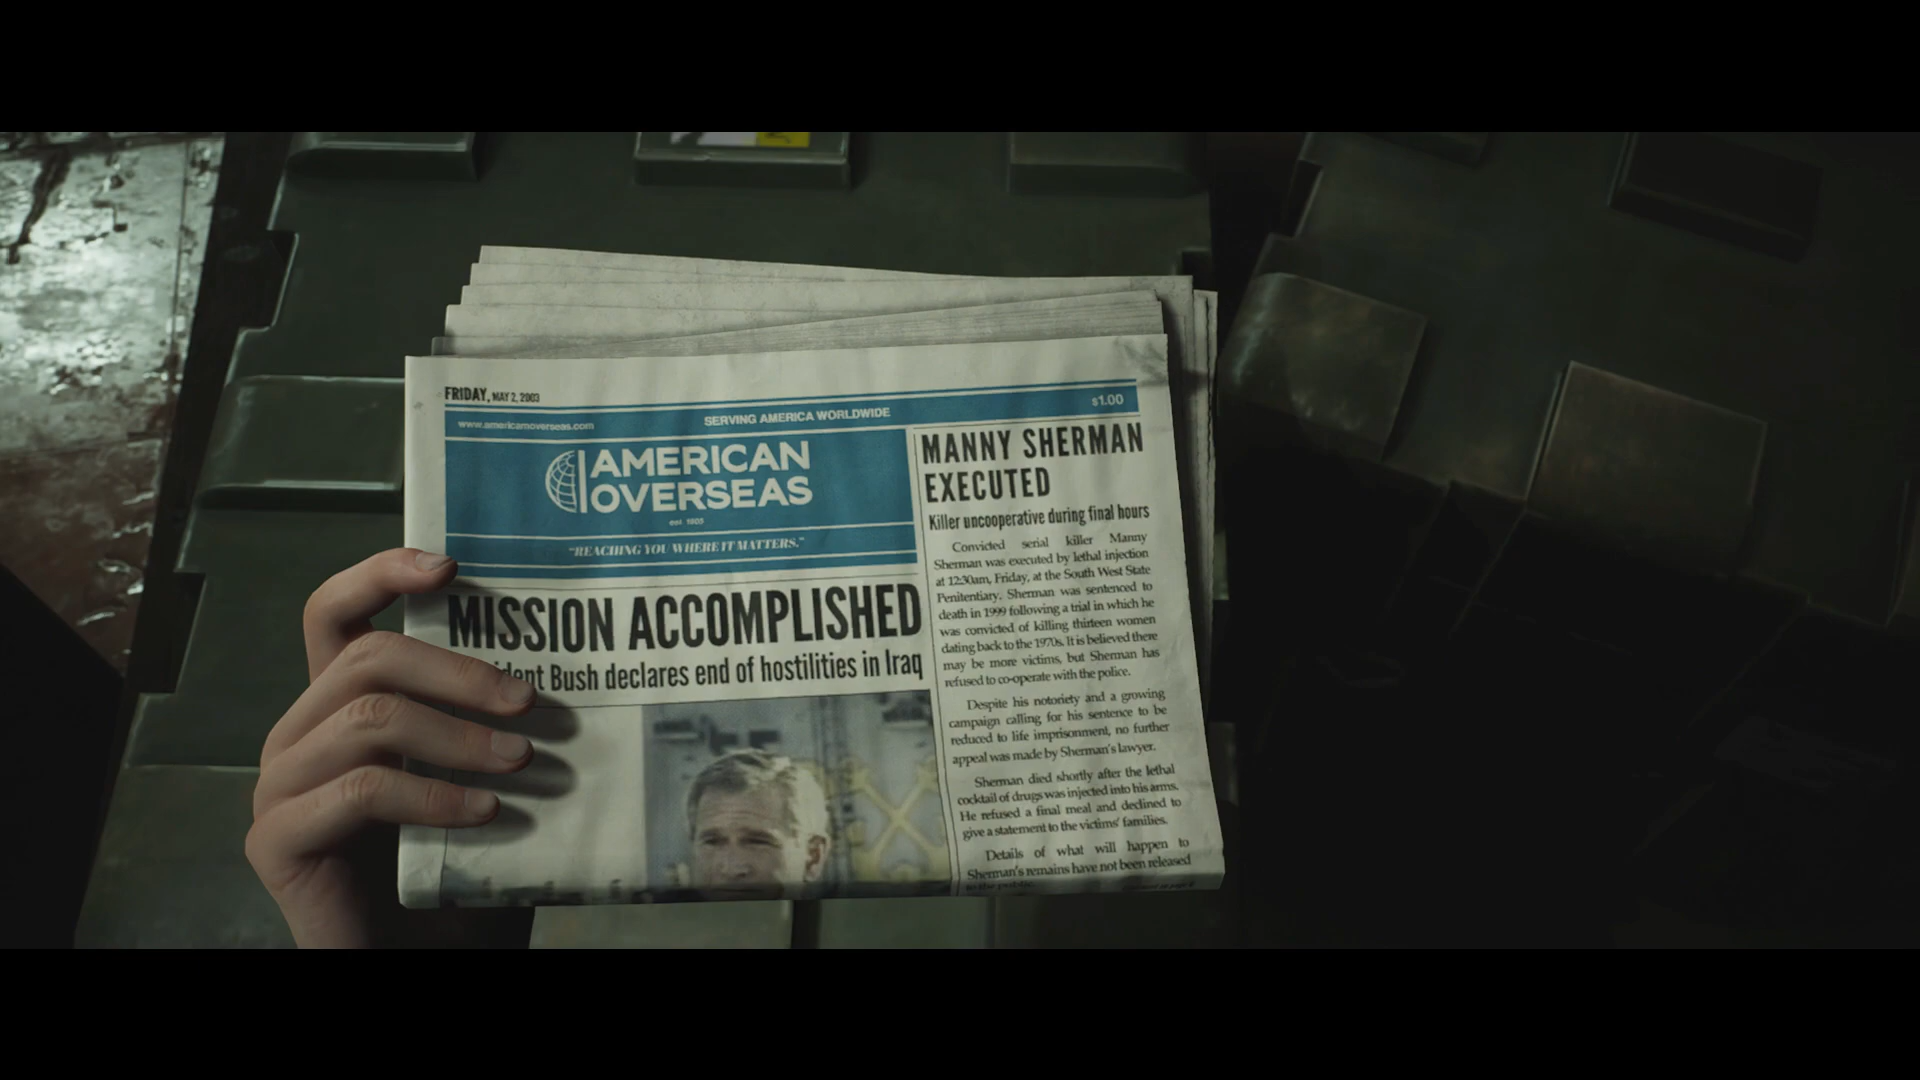 FRIDAY, MAY 2, 2003
www.americanoverseas.com
SERVING AMERICA WORLDWIDE
$1.00
AMERICAN
OVERSEAS
est. 1803
"REACHING YOU WHERE IT MATTERS."
MISSION ACCOMPLISHED
dent Bush declares end of hostilities in Iraq
MANNY SHERMAN
EXECUTED
Killer uncooperative during final hours
Convicted serial killer Manny
Sherman was executed by lethal injection
at 12:30am, Friday, at the South West State
Penitentiary. Sherman was sentenced to
death in 1999 following a trial in which he
was convicted of killing thirteen women
dating back to the 1970s. It is believed there
may be more victims, but Sherman has
refused to co-operate with the police.
Despite his notoriety and a growing
campaign calling for his sentence to be
reduced to life imprisonment, no further
appeal was made by Sherman's lawyer.
Sherman died shortly after the lethal
cocktail of drugs was injected into his arms.
He refused a final meal and declined to
give a statement to the victims' families.
Details of what will happen to
Sherman's remains have not been released
to the public.